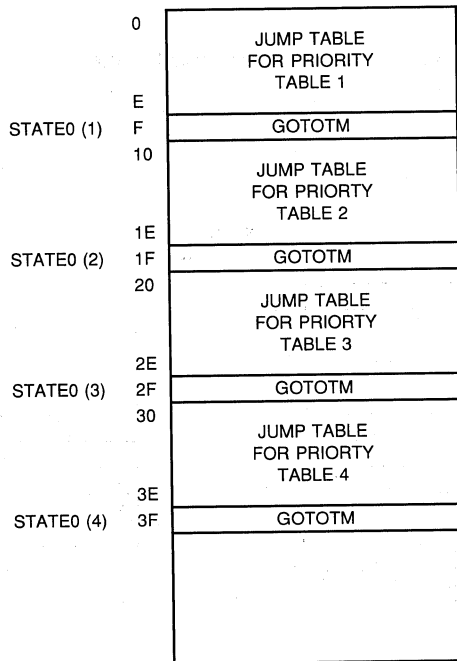 0
JUMP TABLE
FOR PRIORITY
TABLE 1
E
STATE0 (1) F GOTOTM
10
JUMP TABLE
FOR PRIORTY
TABLE 2
1E
STATE0 (2) 1F GOTOTM
20
JUMP TABLE
FOR PRIORTY
TABLE 3
2E
STATE0 (3) 2F GOTOTM
30
JUMP TABLE
FOR PRIORTY
TABLE 4
3E
STATE0 (4) 3F GOTOTM